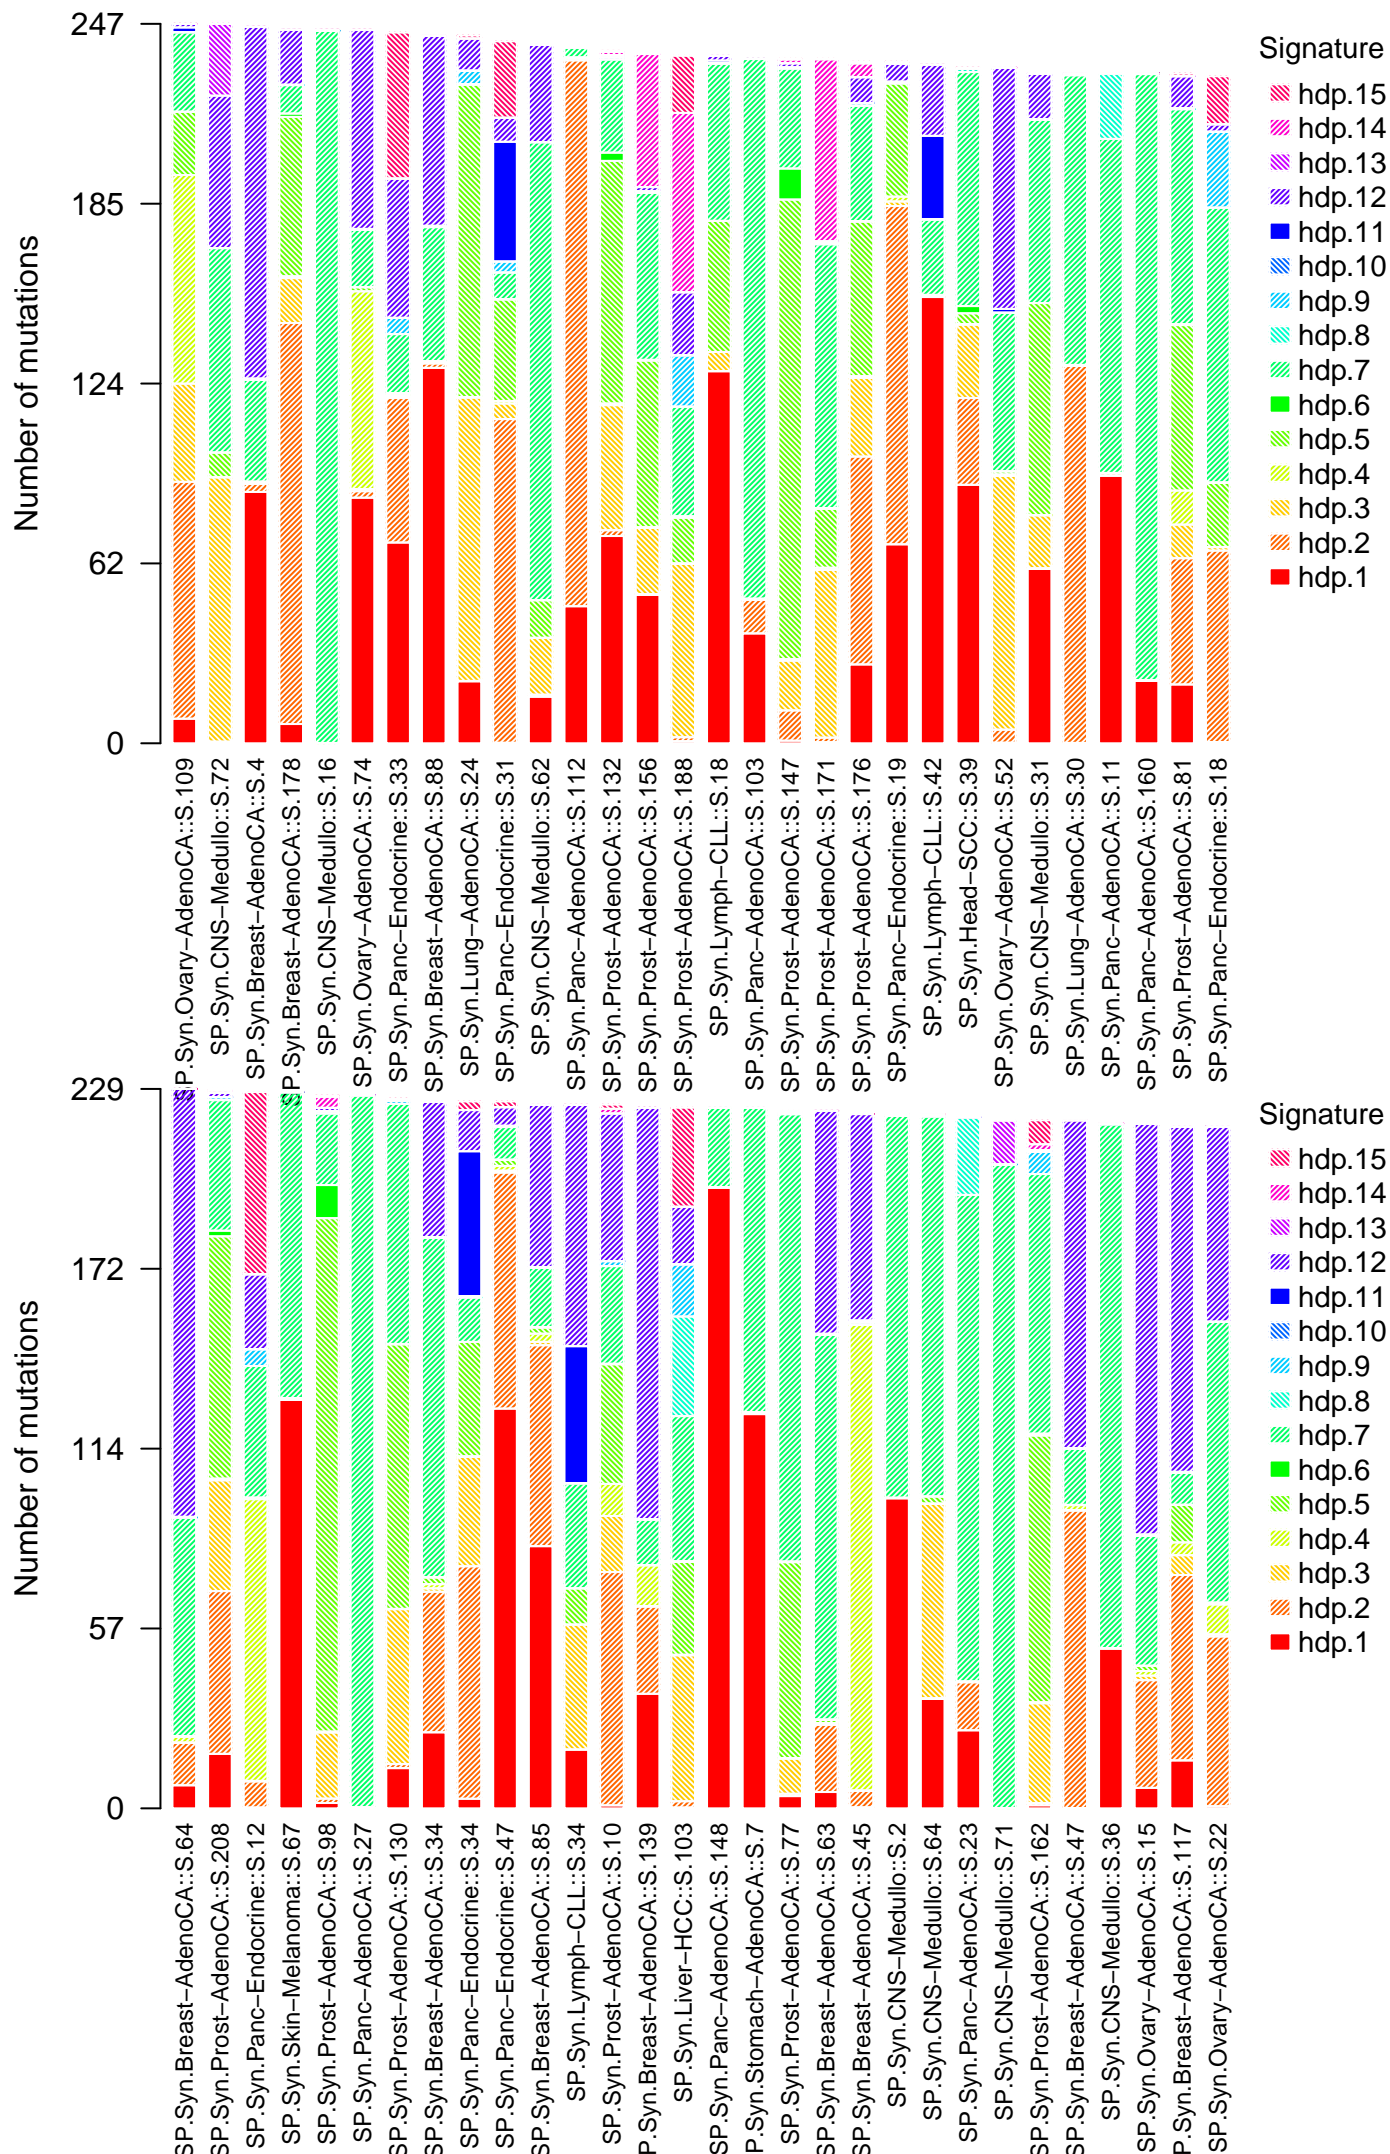 Number of mutations
247
185
124
62
0
Signature
hdp.15
hdp.14
hdp.13
hdp.12
hdp.11
hdp.10
hdp.9
hdp.8
hdp.7
hdp.6
hdp.5
hdp.4
hdp.3
hdp.2
hdp.1
SP.Syn.Ovary−AdenoCA::S.109
SP.Syn.CNS−Medullo::S.72
SP.Syn.Breast−AdenoCA::S.4
SP.Syn.Breast−AdenoCA::S.178
SP.Syn.CNS−Medullo::S.16
SP.Syn.Ovary−AdenoCA::S.74
SP.Syn.Panc−Endocrine::S.33
SP.Syn.Breast−AdenoCA::S.88
SP.Syn.Lung−AdenoCA::S.24
SP.Syn.Panc−Endocrine::S.31
SP.Syn.CNS−Medullo::S.62
SP.Syn.Panc−AdenoCA::S.112
SP.Syn.Prost−AdenoCA::S.132
SP.Syn.Prost−AdenoCA::S.156
SP.Syn.Prost−AdenoCA::S.188
SP.Syn.Lymph−CLL::S.18
SP.Syn.Panc−AdenoCA::S.103
SP.Syn.Prost−AdenoCA::S.147
SP.Syn.Prost−AdenoCA::S.171
SP.Syn.Prost−AdenoCA::S.176
SP.Syn.Panc−Endocrine::S.19
SP.Syn.Lymph−CLL::S.42
SP.Syn.Head−SCC::S.39
SP.Syn.Ovary−AdenoCA::S.52
SP.Syn.CNS−Medullo::S.31
SP.Syn.Lung−AdenoCA::S.30
SP.Syn.Panc−AdenoCA::S.11
SP.Syn.Panc−AdenoCA::S.160
SP.Syn.Prost−AdenoCA::S.81
SP.Syn.Panc−Endocrine::S.18
Number of mutations
229
172
114
57
0
Signature
hdp.15
hdp.14
hdp.13
hdp.12
hdp.11
hdp.10
hdp.9
hdp.8
hdp.7
hdp.6
hdp.5
hdp.4
hdp.3
hdp.2
hdp.1
SP.Syn.Breast−AdenoCA::S.64
SP.Syn.Prost−AdenoCA::S.208
SP.Syn.Panc−Endocrine::S.12
SP.Syn.Skin−Melanoma::S.67
SP.Syn.Prost−AdenoCA::S.98
SP.Syn.Panc−AdenoCA::S.27
SP.Syn.Prost−AdenoCA::S.130
SP.Syn.Breast−AdenoCA::S.34
SP.Syn.Panc−Endocrine::S.34
SP.Syn.Panc−Endocrine::S.47
SP.Syn.Breast−AdenoCA::S.85
SP.Syn.Lymph−CLL::S.34
SP.Syn.Prost−AdenoCA::S.10
P.Syn.Breast−AdenoCA::S.139
SP.Syn.Liver−HCC::S.103
SP.Syn.Panc−AdenoCA::S.148
P.Syn.Stomach−AdenoCA::S.7
SP.Syn.Prost−AdenoCA::S.77
SP.Syn.Breast−AdenoCA::S.63
SP.Syn.Breast−AdenoCA::S.45
SP.Syn.CNS−Medullo::S.2
SP.Syn.CNS−Medullo::S.64
SP.Syn.Panc−AdenoCA::S.23
SP.Syn.CNS−Medullo::S.71
SP.Syn.Prost−AdenoCA::S.162
SP.Syn.Breast−AdenoCA::S.47
SP.Syn.CNS−Medullo::S.36
SP.Syn.Ovary−AdenoCA::S.15
P.Syn.Breast−AdenoCA::S.117
SP.Syn.Ovary−AdenoCA::S.22